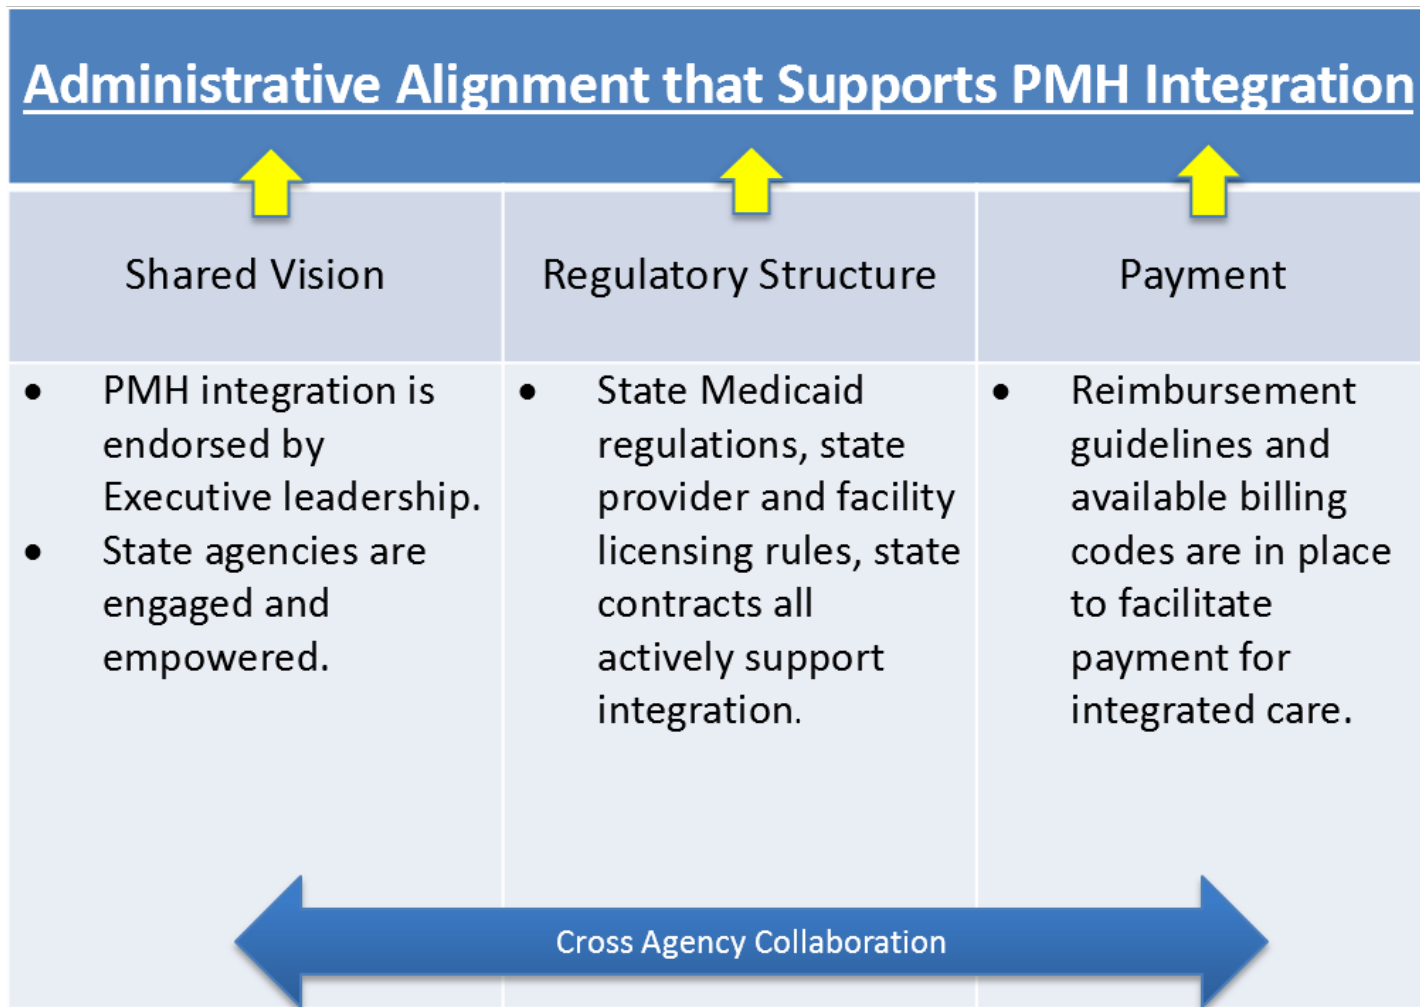 Administrative Alignment that Supports PMH Integration
Shared Vision
Regulatory Structure
Payment
• PMH integration is
endorsed by
Executive leadership.
• State agencies are
engaged and
empowered.
• State Medicaid
regulations, state
provider and facility
licensing rules, state
contracts all
actively support
integration.
• Reimbursement
guidelines and
available billing
codes are in place
to facilitate
payment for
integrated care.
Cross Agency Collaboration